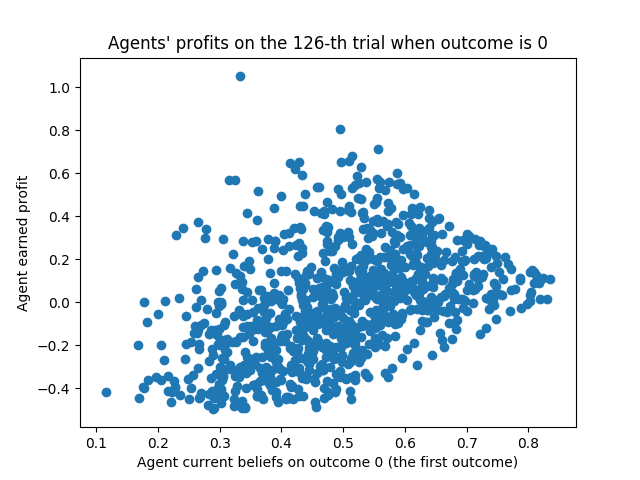 Agents' profits on the 126-th trial when outcome is 0
Agent earned profit
1.0
0.8
0.6
0.4
0.2
0.0
−0.2
−0.4
0.1 0.2 0.3 0.4 0.5 0.6 0.7 0.8
Agent current beliefs on outcome 0 (the first outcome)